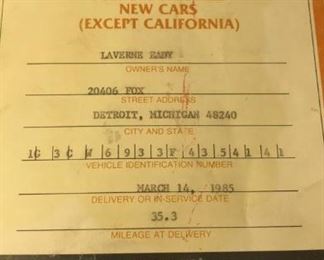 NEW CARS
(EXCEPT CALIFORNIA)
LAVERNE EADY
OWNER'S NAME
20406 FOX
STREET ADDRESS
DETROIT, MICHIGAN 48240
CITY AND STATE
1G3CW6933F4354141
VEHICLE IDENTIFICATION NUMBER
MARCH 14, 1985
DELIVERY OR IN-SERVICE DATE
35.3
MILEAGE AT DELIVERY